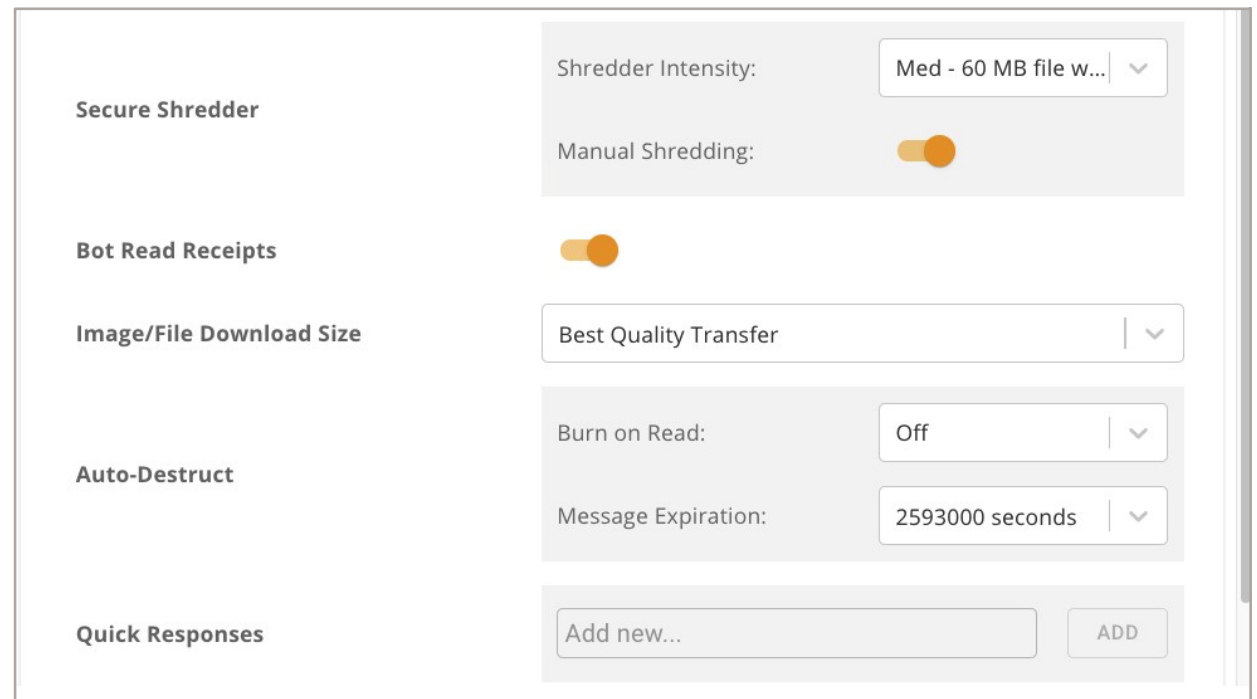 Secure Shredder
Shredder Intensity: Med - 60 MB file w...
Manual Shredding:
Bot Read Receipts
Image/File Download Size Best Quality Transfer
Auto-Destruct
Burn on Read: Off
Message Expiration: 2593000 seconds
Quick Responses Add new... ADD